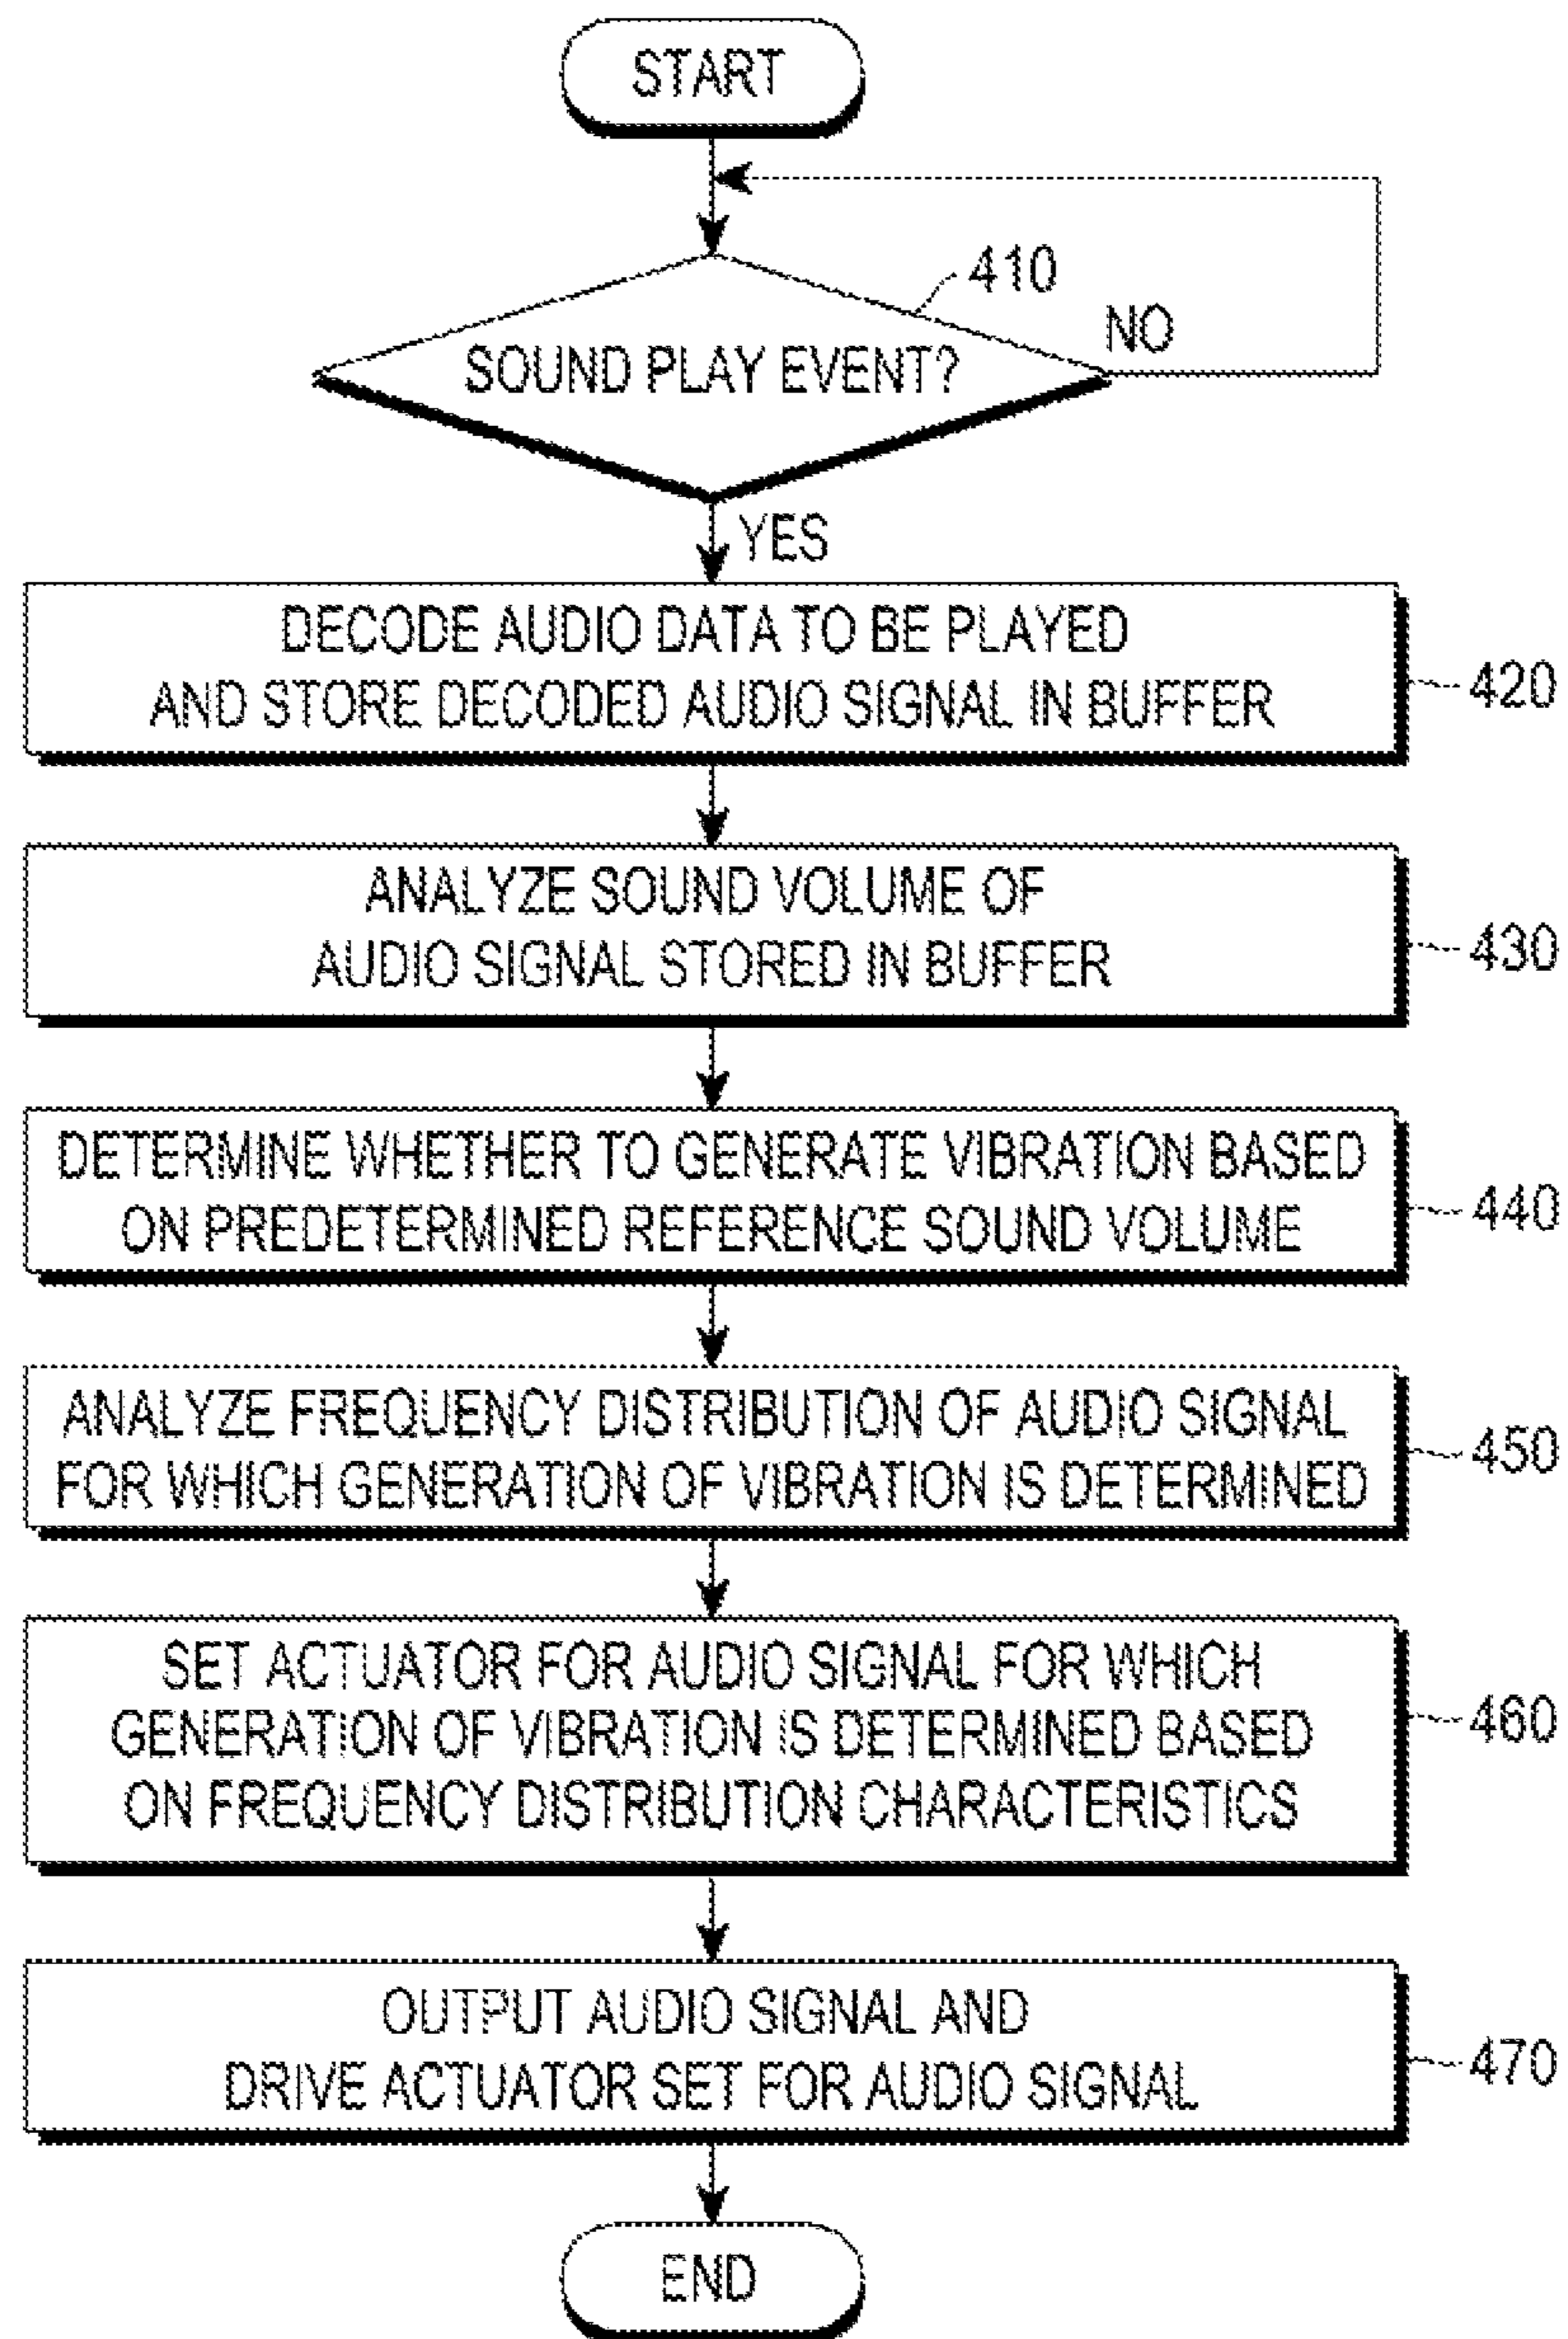 START
410
NO
SOUND PLAY EVENT?
YES
DECODE AUDIO DATA TO BE PLAYED
AND STORE DECODED AUDIO SIGNAL IN BUFFER
420
ANALYZE SOUND VOLUME OF
AUDIO SIGNAL STORED IN BUFFER
430
DETERMINE WHETHER TO GENERATE VIBRATION BASED
ON PREDETERMINED REFERENCE SOUND VOLUME
440
ANALYZE FREQUENCY DISTRIBUTION OF AUDIO SIGNAL
FOR WHICH GENERATION OF VIBRATION IS DETERMINED
450
SET ACTUATOR FOR AUDIO SIGNAL FOR WHICH
GENERATION OF VIBRATION IS DETERMINED BASED
ON FREQUENCY DISTRIBUTION CHARACTERISTICS
460
OUTPUT AUDIO SIGNAL AND
DRIVE ACTUATOR SET FOR AUDIO SIGNAL
470
END